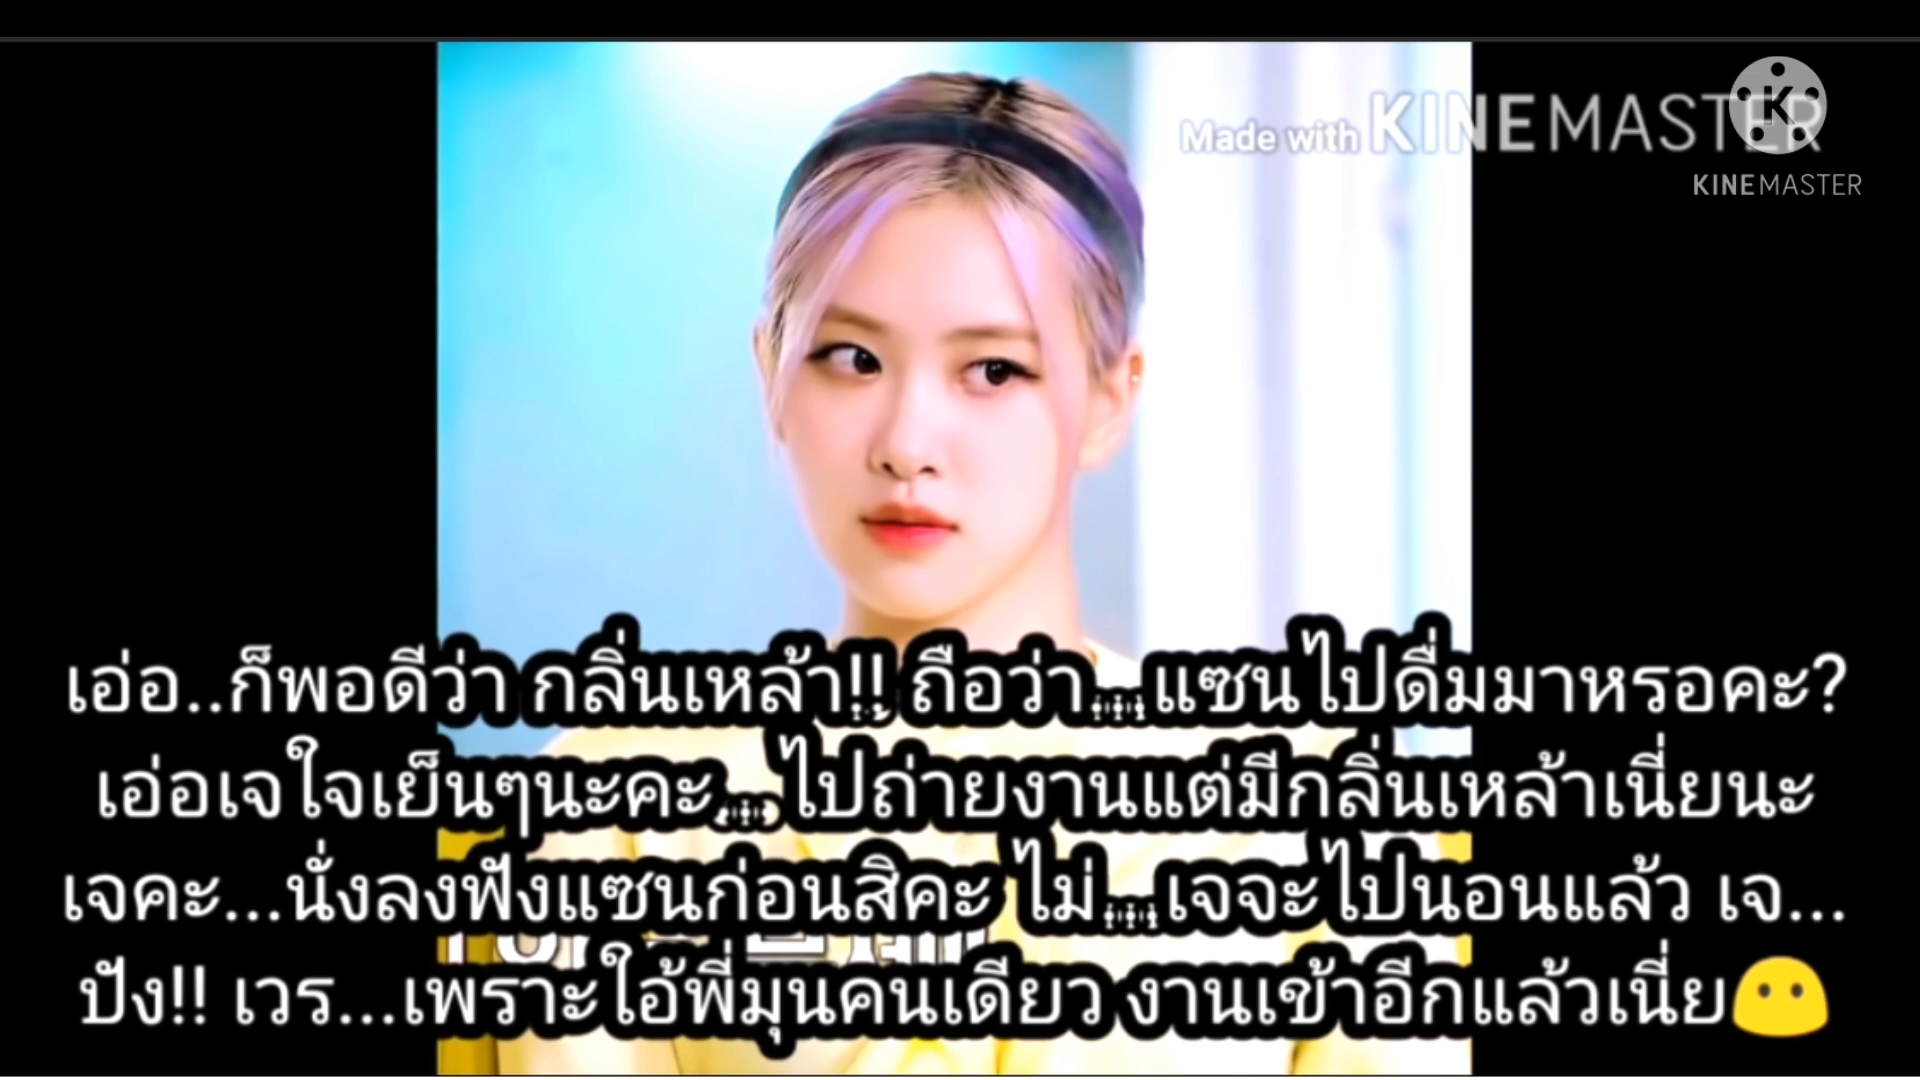 Made with KINEMASTER
KINEMASTER
เอ่อ..ก็พอดีว่า กลิ่นเหล้า!! ถือว่า...แซนไปดื่มมาหรอคะ?
เอ่อเจใจเย็นๆนะคะ...ไปถ่ายงานแต่มีกลิ่นเหล้าเนี่ยนะ
เจคะ...นั่งลงฟังแซนก่อนสิคะ ไม่...เจจะไปนอนแล้ว เจ...
ปัง!! เวร...เพราะไอ้พี่มุนคนเดียว งานเข้าอีกแล้วเนี่ย😶